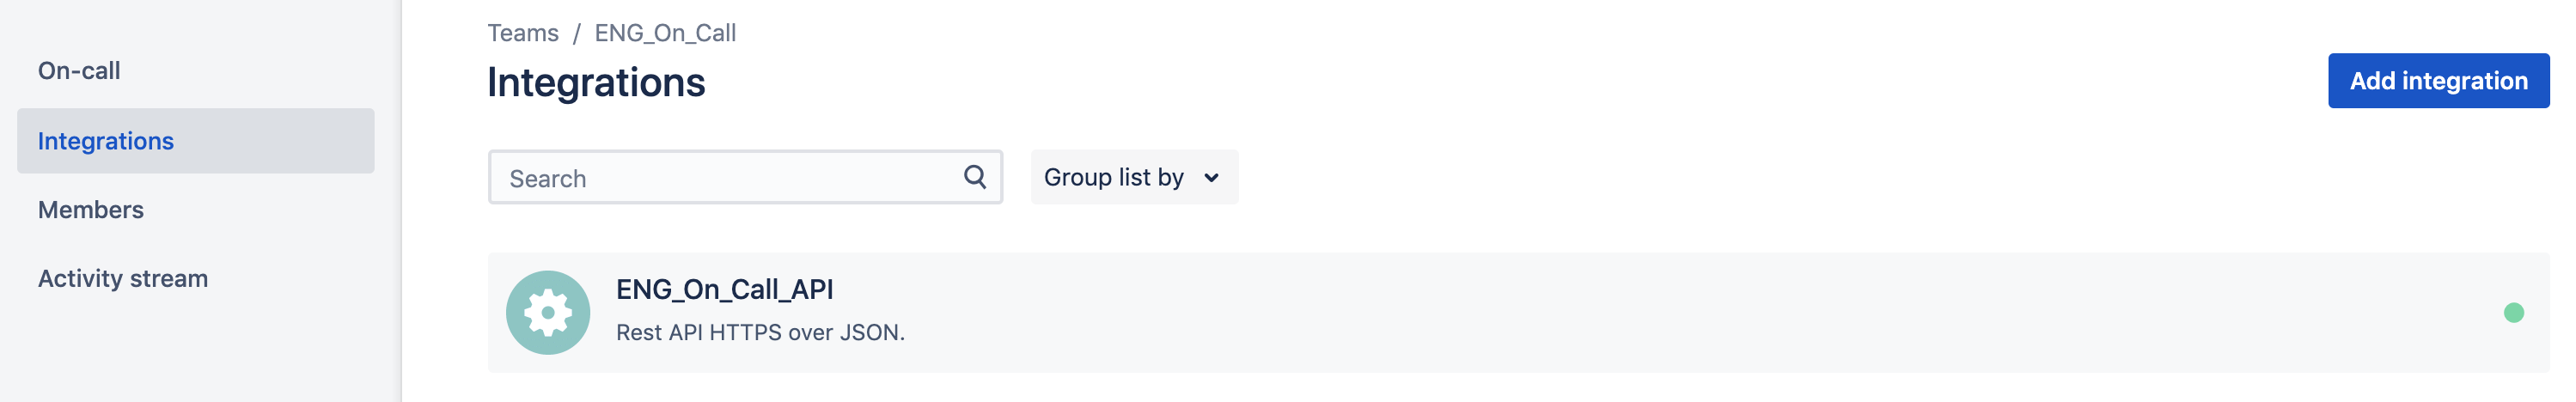 On-call
Integrations
Members
Activity stream
Teams / ENG_On_Call
Integrations
Add integration
Search
Group list by
ENG_On_Call_API
Rest API HTTPS over JSON.